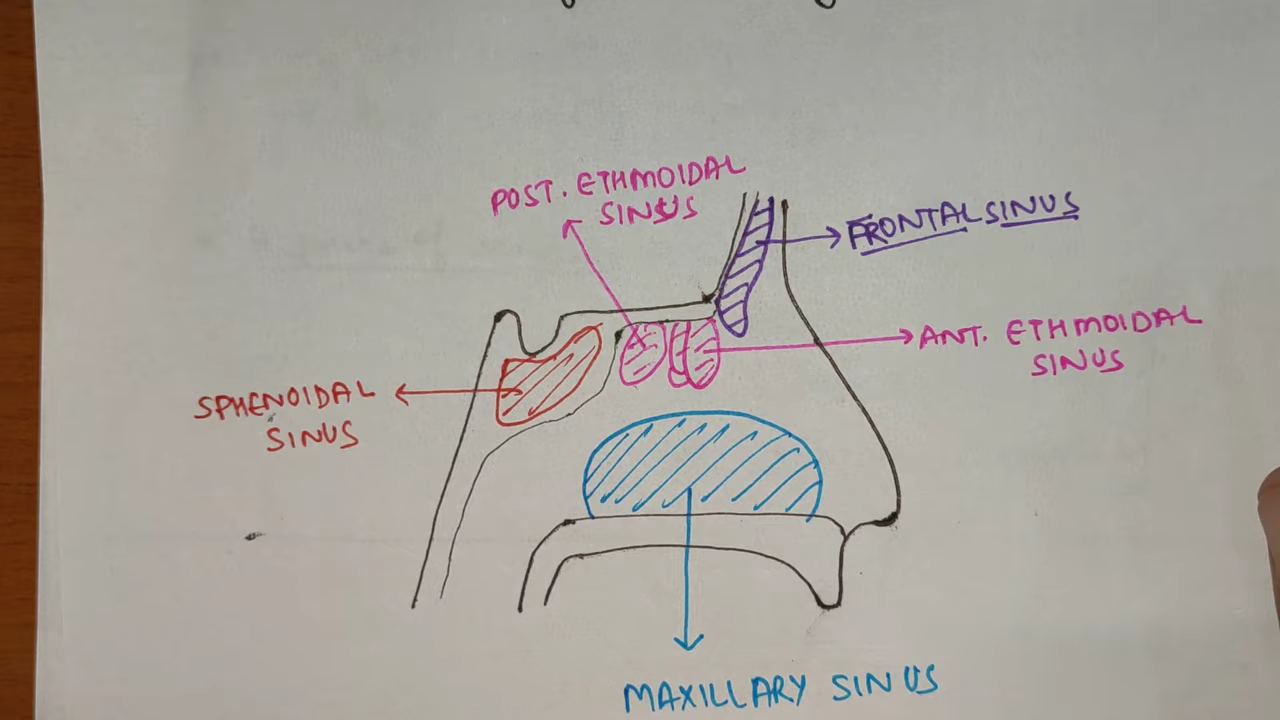 POST. ETHMOIDAL
SINUS
FRONTAL SINUS
ANT. ETHMOIDAL
SINUS
SPHENOIDAL
SINUS
MAXILLARY SINUS